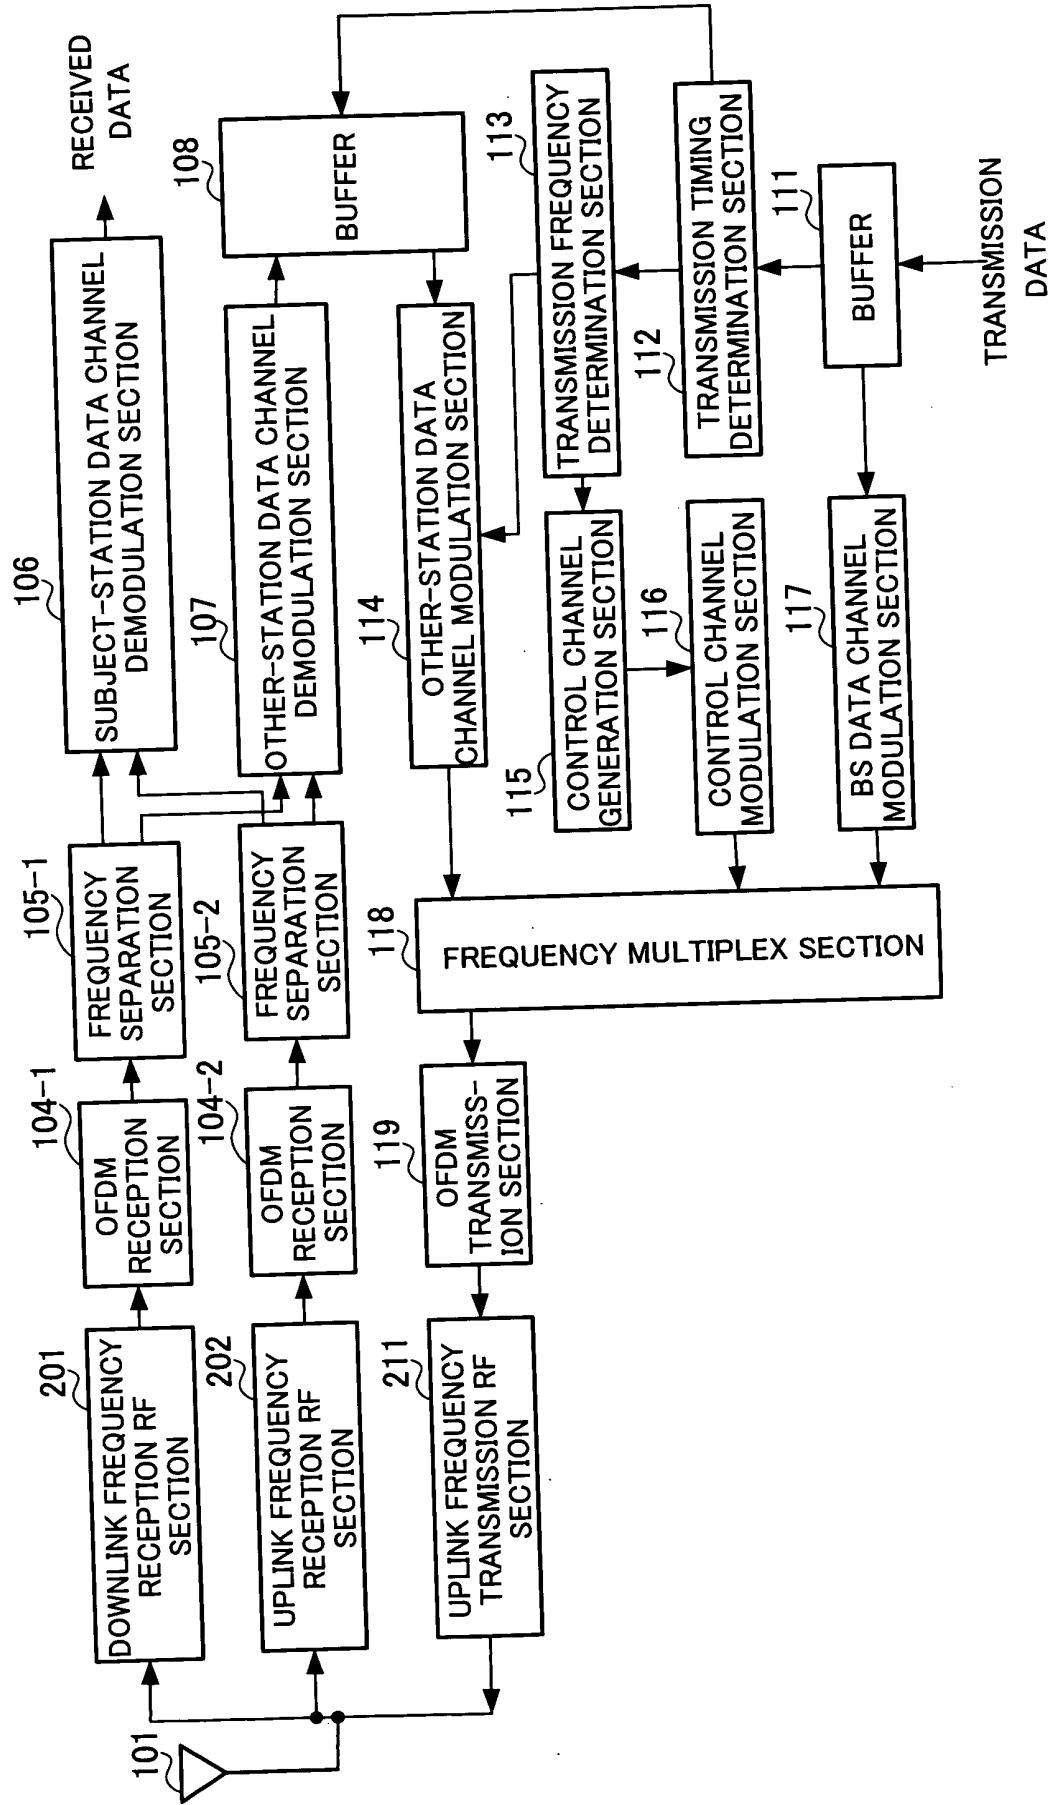 101
201
DOWNLINK FREQUENCY
RECEPTION RF
SECTION
104-1
OFDM
RECEPTION
SECTION
105-1
FREQUENCY
SEPARATION
SECTION
106
SUBJECT-STATION DATA CHANNEL
DEMODULATION SECTION
RECEIVED
DATA
202
UPLINK FREQUENCY
RECEPTION RF
SECTION
104-2
OFDM
RECEPTION
SECTION
105-2
FREQUENCY
SEPARATION
SECTION
107
OTHER-STATION DATA CHANNEL
DEMODULATION SECTION
108
BUFFER
211
UPLINK FREQUENCY
TRANSMISSION RF
SECTION
119
OFDM
TRANSMISS-
ION SECTION
118
FREQUENCY MULTIPLEX SECTION
114
OTHER-STATION DATA
CHANNEL MODULATION SECTION
115
CONTROL CHANNEL
GENERATION SECTION
113
TRANSMISSION FREQUENCY
DETERMINATION SECTION
116
CONTROL CHANNEL
MODULATION SECTION
112
TRANSMISSION TIMING
DETERMINATION SECTION
117
BS DATA CHANNEL
MODULATION SECTION
111
BUFFER
TRANSMISSION
DATA